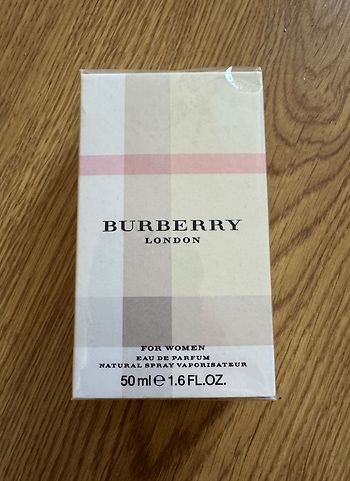 BURBERRY
LONDON
FOR WOMEN
EAU DE PARFUM
NATURAL SPRAY VAPORISATEUR
50 ml ℮ 1.6 FL.OZ.